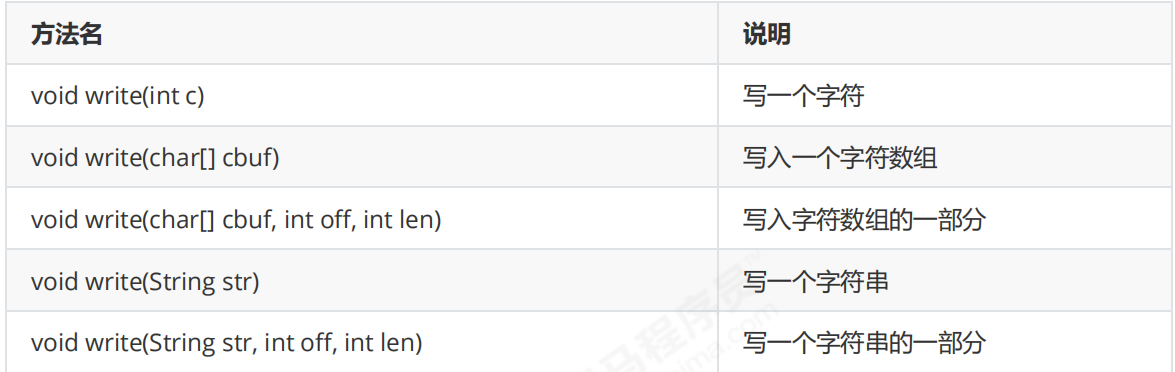 方法名 说明
void write(int c) 写一个字符
void write(char[] cbuf) 写入一个字符数组
void write(char[] cbuf, int off, int len) 写入字符数组的一部分
void write(String str) 写一个字符串
void write(String str, int off, int len) 写一个字符串的一部分
马程序员